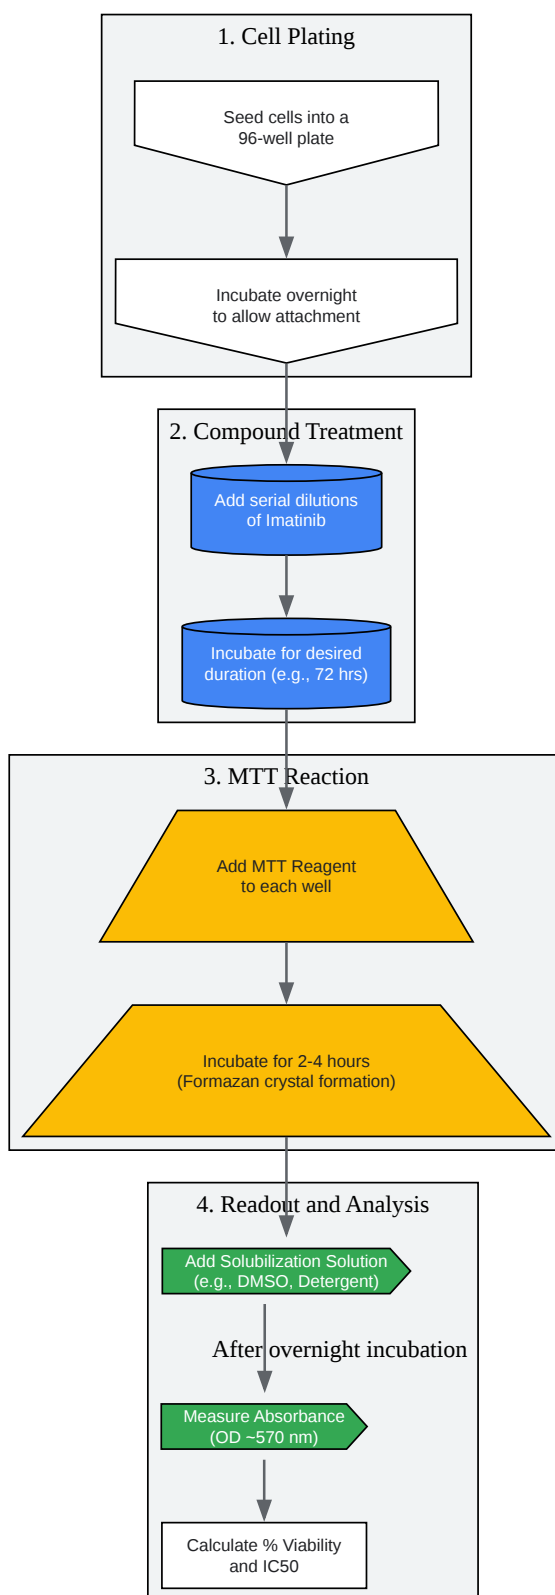 1. Cell Plating
Seed cells into a
96-well plate
Incubate overnight
to allow attachment
2. Compound Treatment
Add serial dilutions
of Imatinib
Incubate for desired
duration (e.g., 72 hrs)
3. MTT Reaction
Add MTT Reagent
to each well
Incubate for 2-4 hours
(Formazan crystal formation)
4. Readout and Analysis
Add Solubilization Solution
(e.g., DMSO, Detergent)
After overnight incubation
Measure Absorbance
(OD ~570 nm)
Calculate % Viability
and IC50